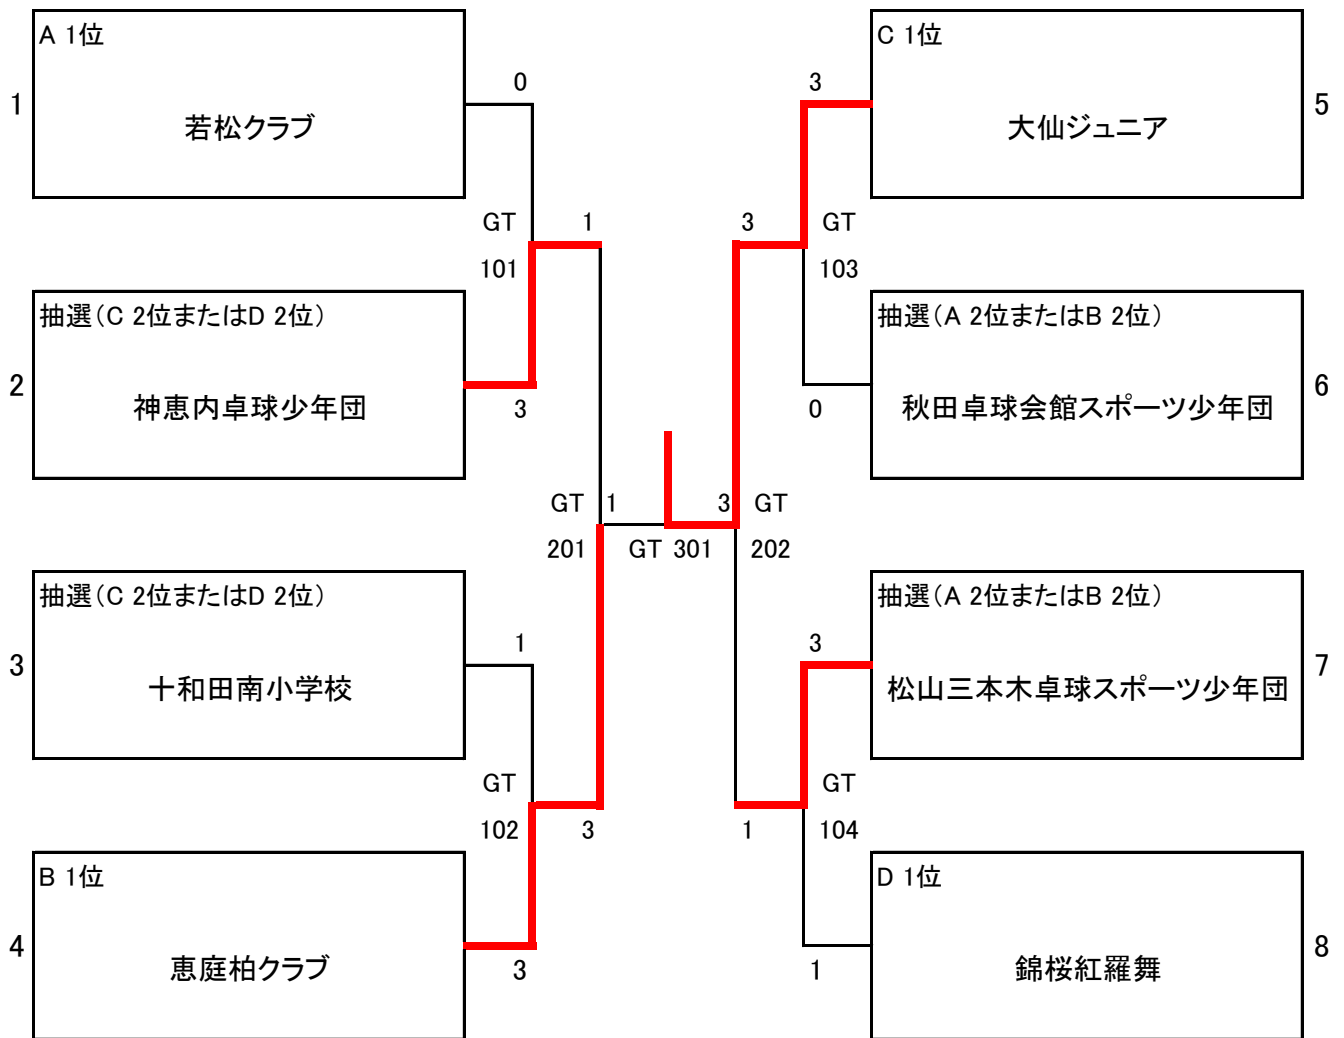 A 1位
1
若松クラブ
0
GT
101
1
抽選(C 2位またはD 2位)
2
神恵内卓球少年団
3
GT
201
1
抽選(C 2位またはD 2位)
3
十和田南小学校
1
GT
102
3
B 1位
4
恵庭柏クラブ
3
GT 301
C 1位
3
5
大仙ジュニア
3
GT
103
抽選(A 2位またはB 2位)
6
0
秋田卓球会館スポーツ少年団
3
GT
202
抽選(A 2位またはB 2位)
3
7
松山三本木卓球スポーツ少年団
GT
1
104
D 1位
8
1
錦桜紅羅舞